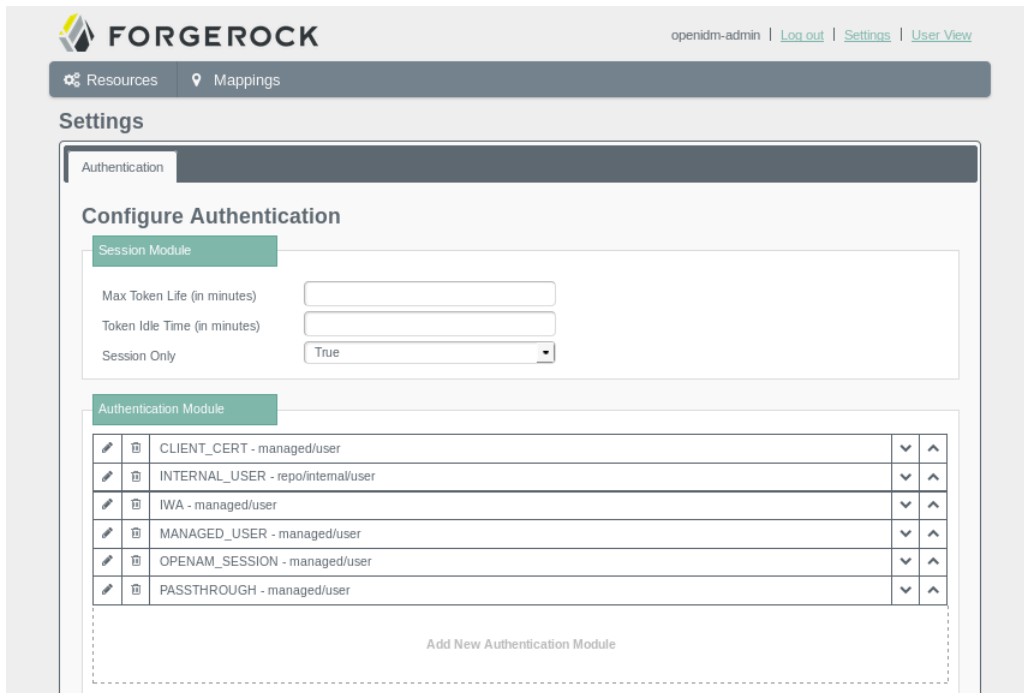 FORGEROCK
openidm-admin | Log out | Settings | User View
Resources
Mappings
Settings
Authentication
Configure Authentication
Session Module
Max Token Life (in minutes)
Token Idle Time (in minutes)
Session Only
True
Authentication Module
CLIENT_CERT - managed/user
INTERNAL_USER - repo/internal/user
IWA - managed/user
MANAGED_USER - managed/user
OPENAM_SESSION - managed/user
PASSTHROUGH - managed/user
Add New Authentication Module